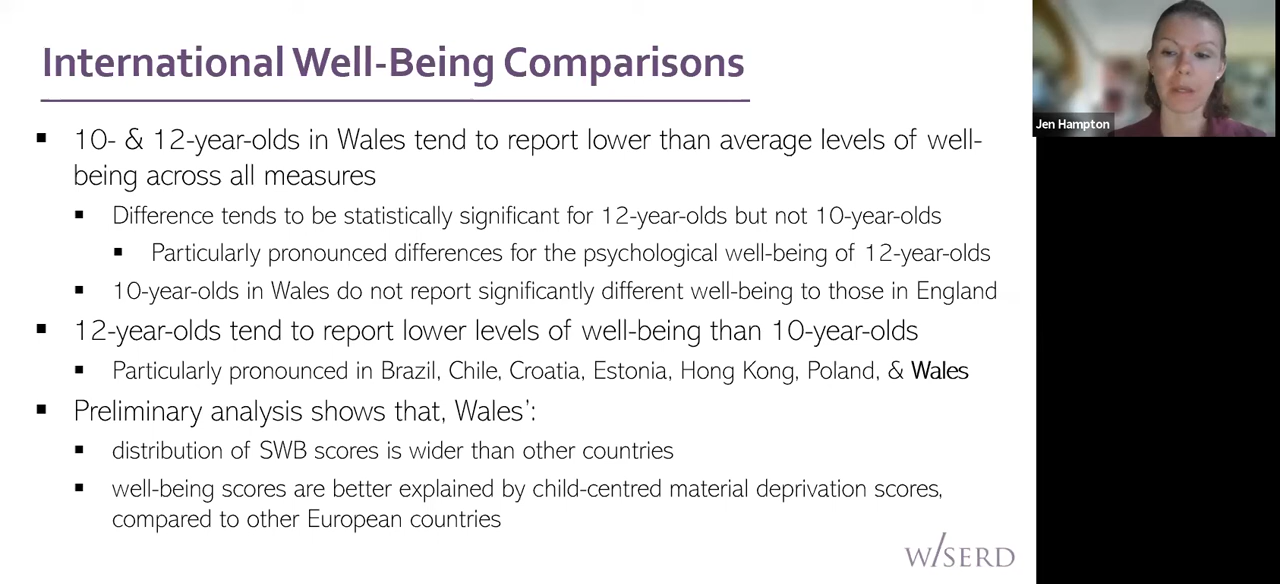 International Well-Being Comparisons
10- & 12-year-olds in Wales tend to report lower than average levels of well-
being across all measures
Difference tends to be statistically significant for 12-year-olds but not 10-year-olds
Particularly pronounced differences for the psychological well-being of 12-year-olds
10-year-olds in Wales do not report significantly different well-being to those in England
12-year-olds tend to report lower levels of well-being than 10-year-olds
Particularly pronounced in Brazil, Chile, Croatia, Estonia, Hong Kong, Poland, & Wales
Preliminary analysis shows that, Wales’:
distribution of SWB scores is wider than other countries
well-being scores are better explained by child-centred material deprivation scores,
compared to other European countries
W/SERD
Jen Hampton